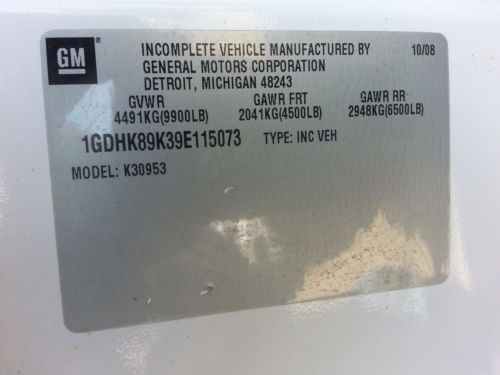 GM ® INCOMPLETE VEHICLE MANUFACTURED BY 10/08
GENERAL MOTORS CORPORATION
DETROIT, MICHIGAN 48243
GVWR GAWR FRT GAWR RR
4491KG(9900LB) 2041KG(4500LB) 2948KG(6500LB)
1GDHK89K39E115073 TYPE: INC VEH
MODEL: K30953